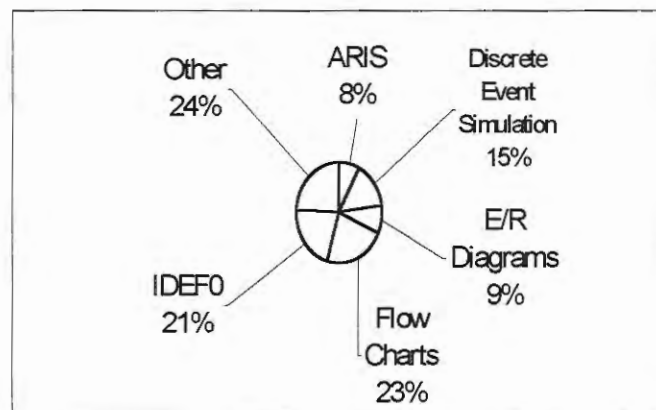 ARIS
8%
Discrete
Event
Simulation
15%
E/R
Diagrams
9%
Flow
Charts
23%
IDEF0
21%
Other
24%